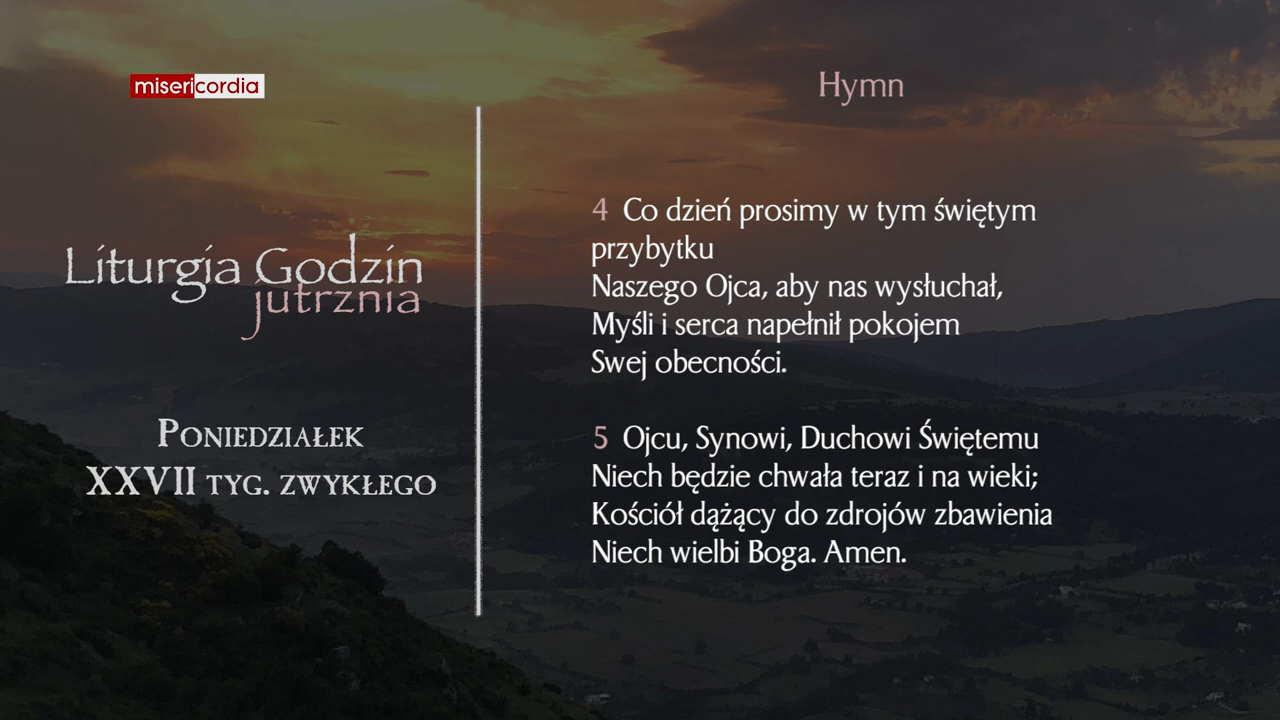 misericordia
Liturgia Godzin
jutrznia
Poniedziałek
XXVII tyg. zwykłego
Hymn
4 Co dzień prosimy w tym świętym
przybytku
Naszego Ojca, aby nas wysłuchał,
Myśli i serca napełnił pokojem
Swej obecności.
5 Ojcu, Synowi, Duchowi Świętemu
Niech będzie chwała teraz i na wieki;
Kościół dążący do zdrojów zbawienia
Niech wielbi Boga. Amen.